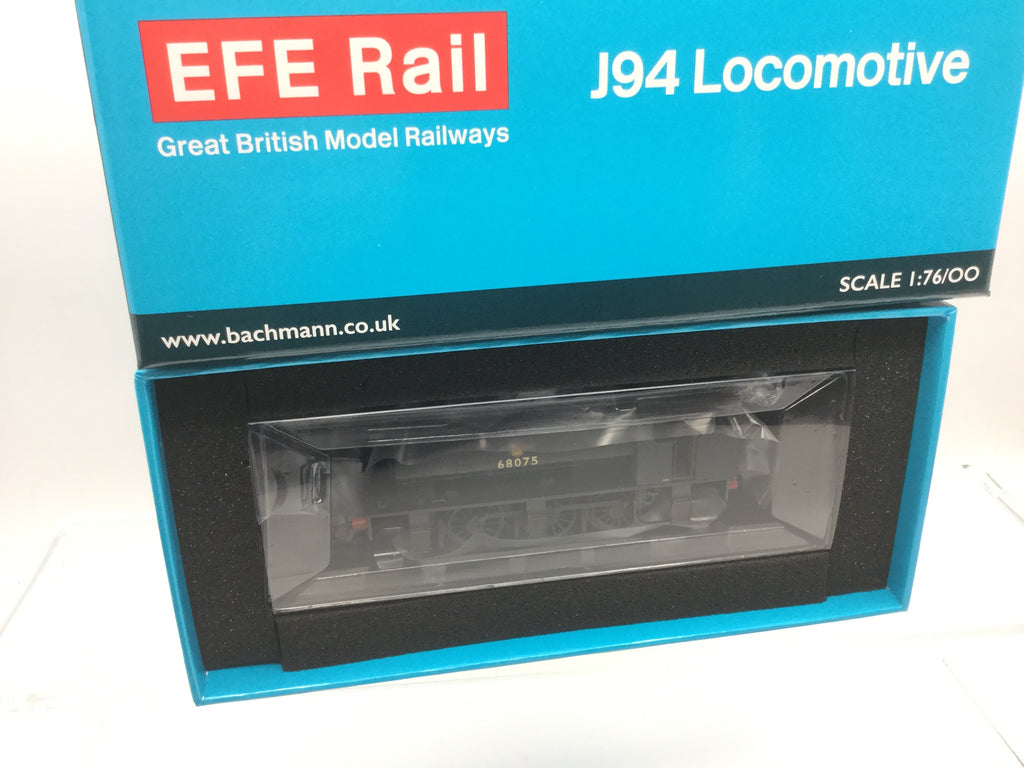 EFE Rail
J94 Locomotive
Great British Model Railways
SCALE 1:76/OO
www.bachmann.co.uk
68075